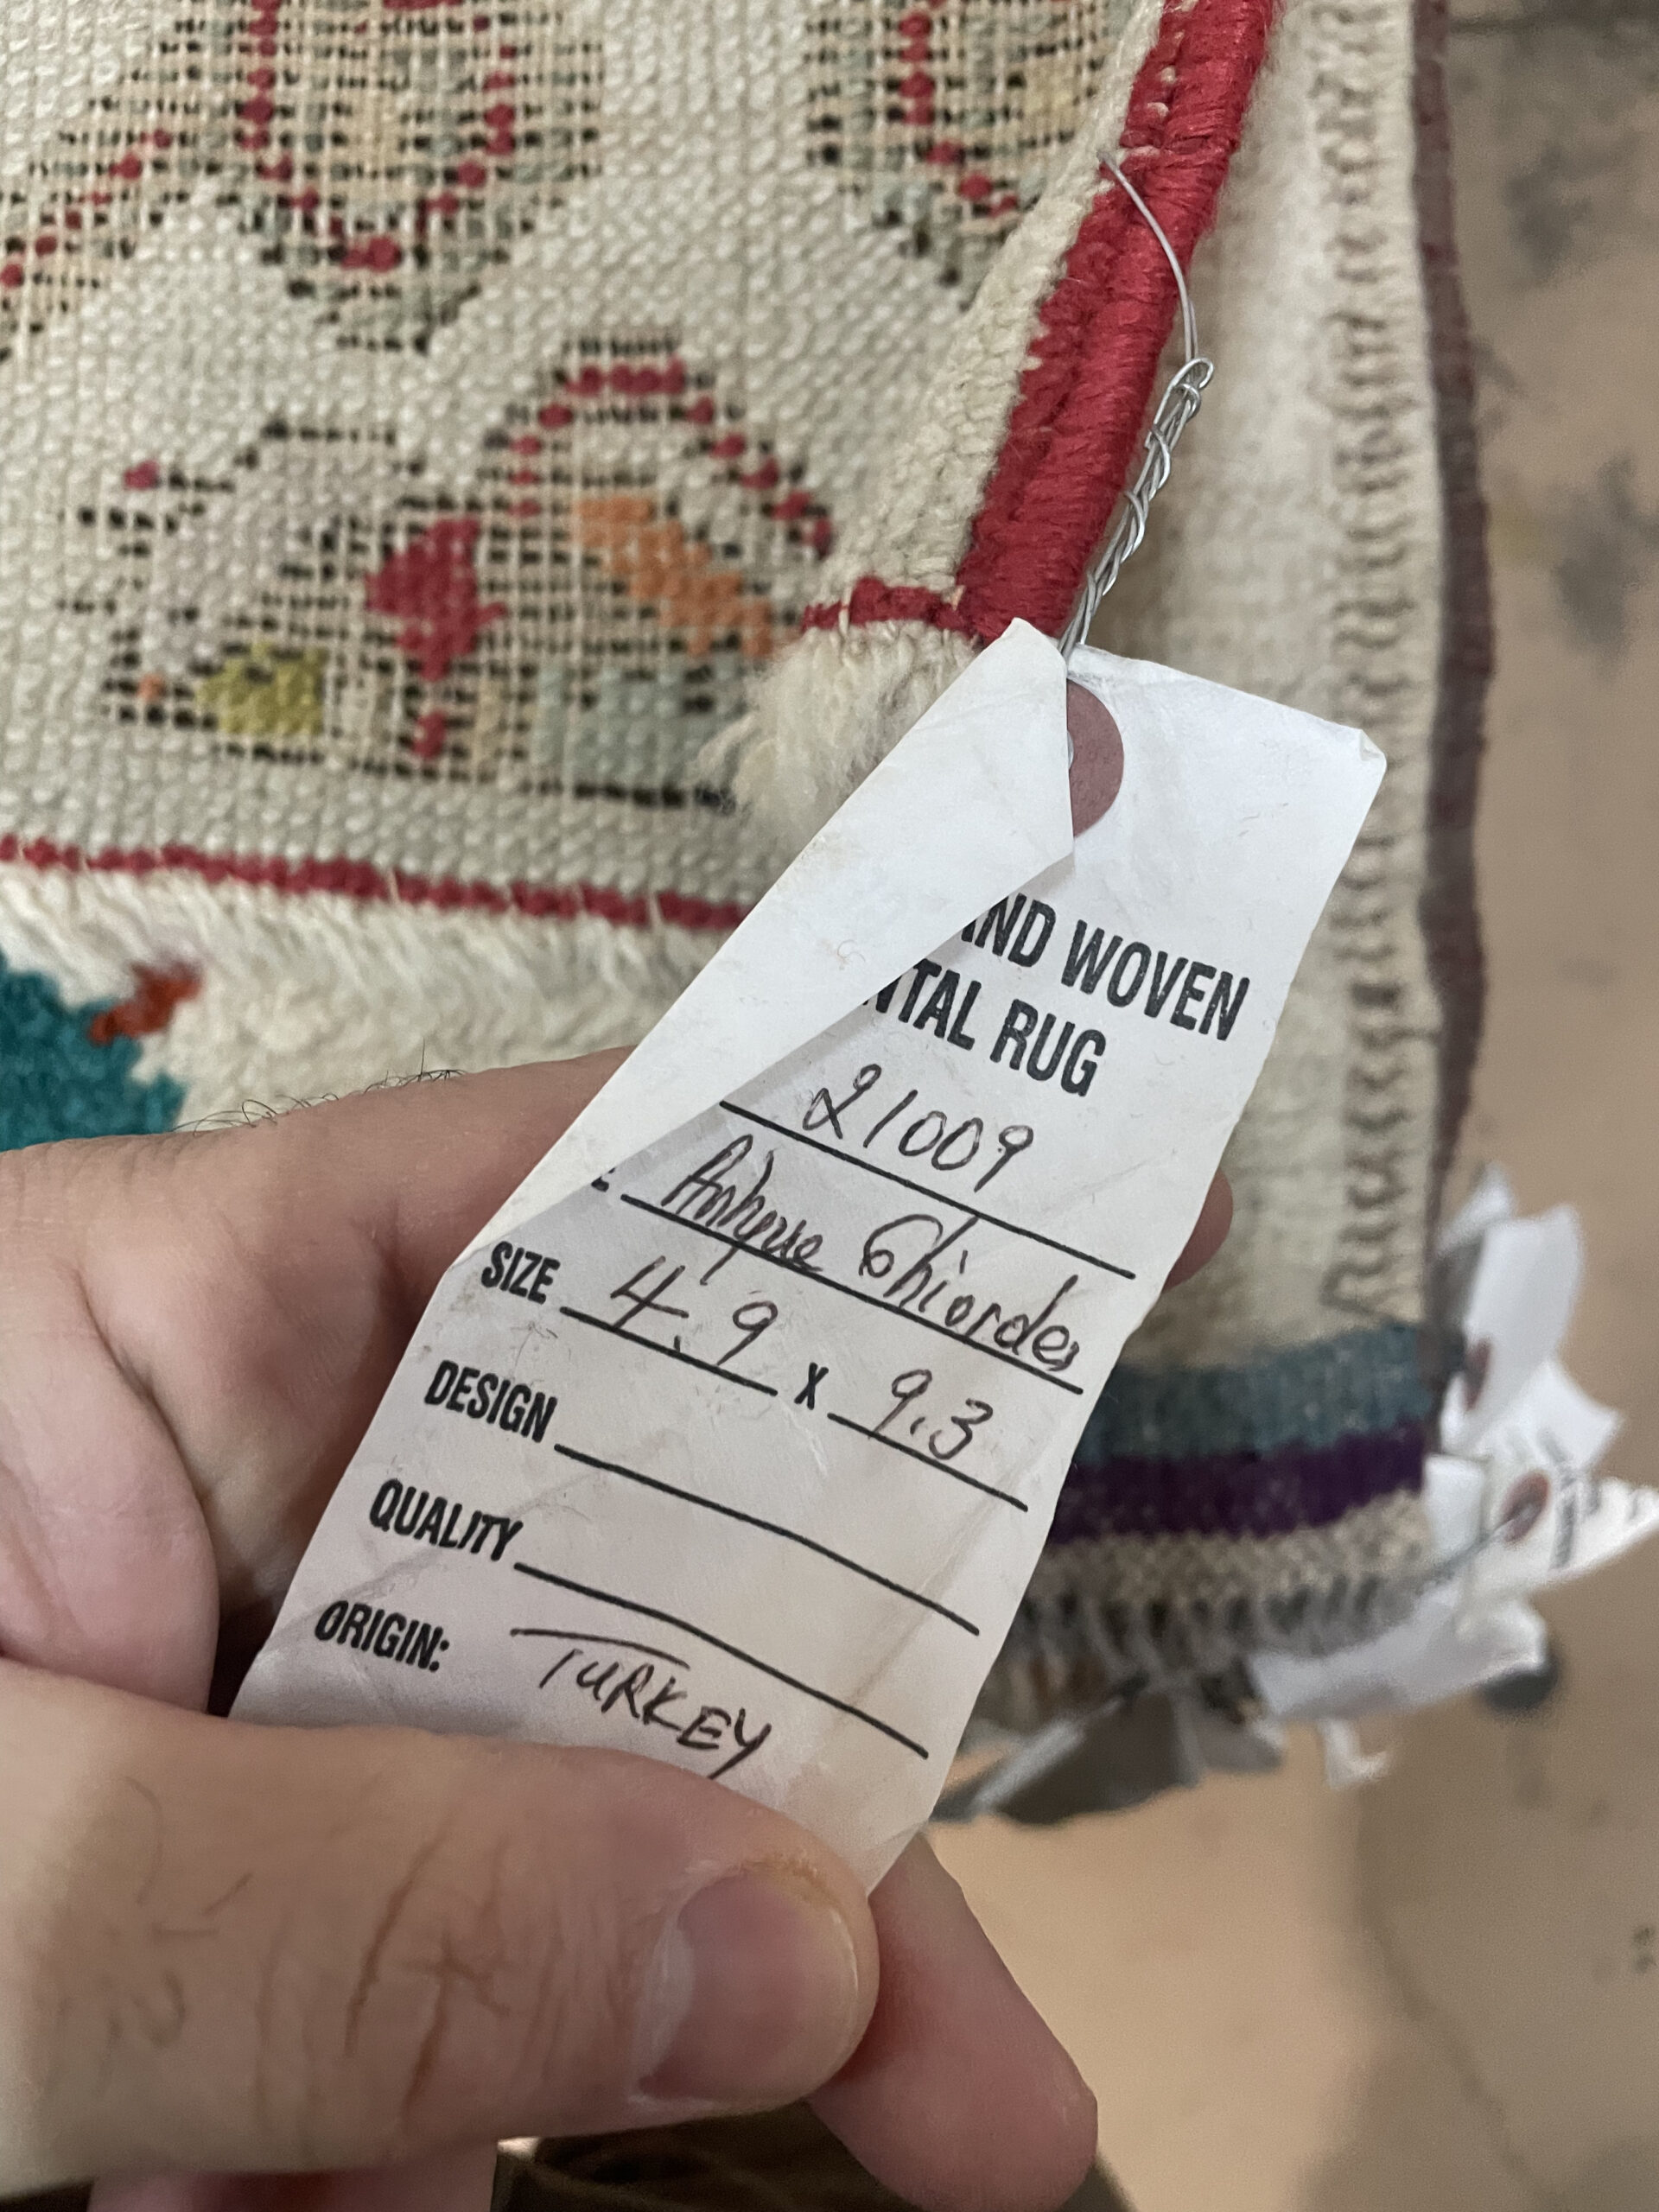 AND WOVEN
NTAL RUG
21009
E Antique Ghiordes
SIZE 4.9 x 9.3
DESIGN
QUALITY
ORIGIN: TURKEY